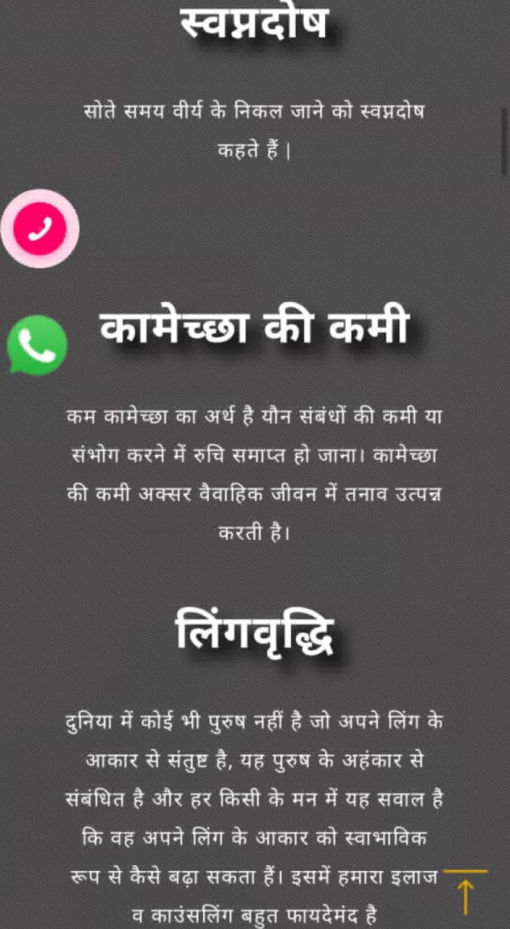 स्वप्नदोष
सोते समय वीर्य के निकल जाने को स्वप्नदोष
कहते हैं |
कामेच्छा की कमी
कम कामेच्छा का अर्थ है यौन संबंधों की कमी या
संभोग करने में रुचि समाप्त हो जाना। कामेच्छा
की कमी अक्सर वैवाहिक जीवन में तनाव उत्पन्न
करती है।
लिंगवृद्धि
दुनिया में कोई भी पुरुष नहीं है जो अपने लिंग के
आकार से संतुष्ट है, यह पुरुष के अहंकार से
संबंधित है और हर किसी के मन में यह सवाल है
कि वह अपने लिंग के आकार को स्वाभाविक
रूप से कैसे बढ़ा सकता हैं। इसमें हमारा इलाज
व काउंसलिंग बहुत फायदेमंद है